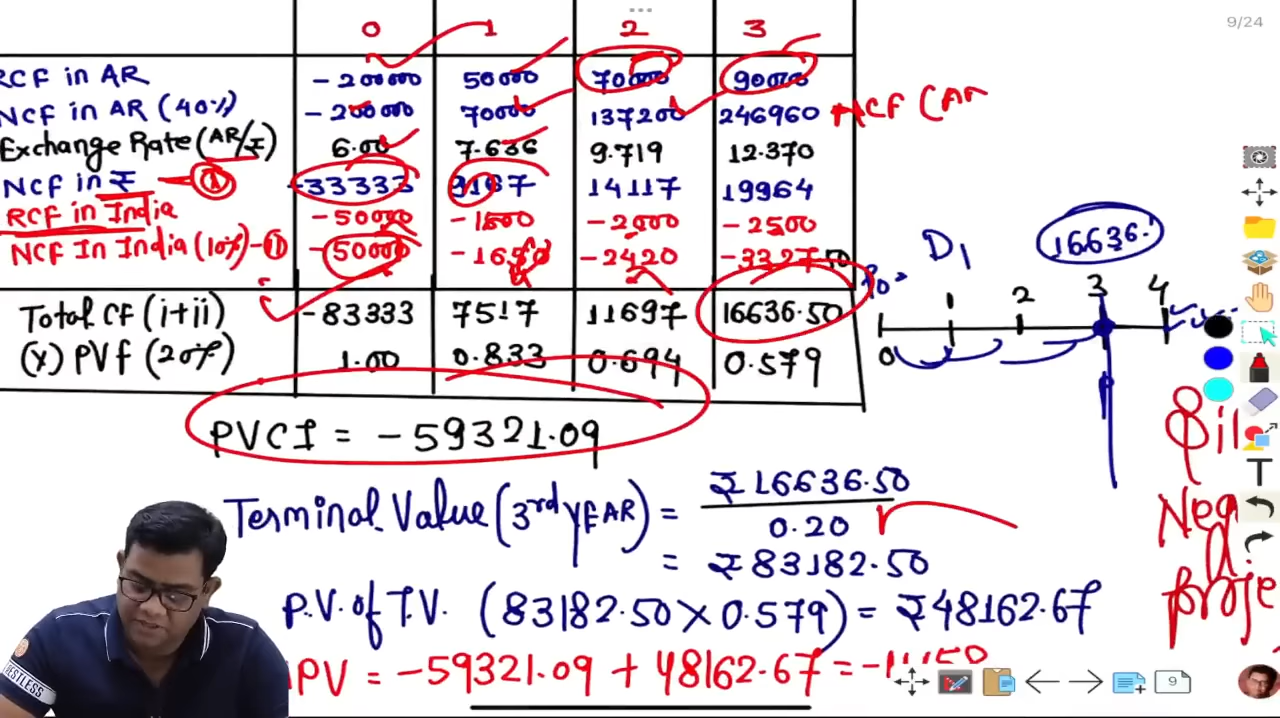 9/24
0 1 2 3
RCF in AR -200000 50000 70000 90000
NCF in AR (40%) -200000 70000 137200 246960 NCF (AR
Exchange Rate (AR/₹) 6.00 7.636 9.719 12.370
NCF in ₹ (i) -33333 9167 14117 19964
RCF in India -50000 -1500 -2000 -2500
NCF In India (10%) - (ii) -50000 -1650 -2420 -3327.50
Total CF (i+ii) -83333 7517 11697 16636.50
(x) PVf (20%) 1.00 0.833 0.694 0.579
D1 16636.
P0 =
0 1 2 3 4
PVCI = -59321.09
Terminal Value (3rd YEAR) = ₹16636.50
0.20
= ₹83182.50
P.V. of T.V. (83182.50 × 0.579) = ₹48162.67
NPV = -59321.09 + 48162.67 =
Neg
proje
RESTLESS
T
9